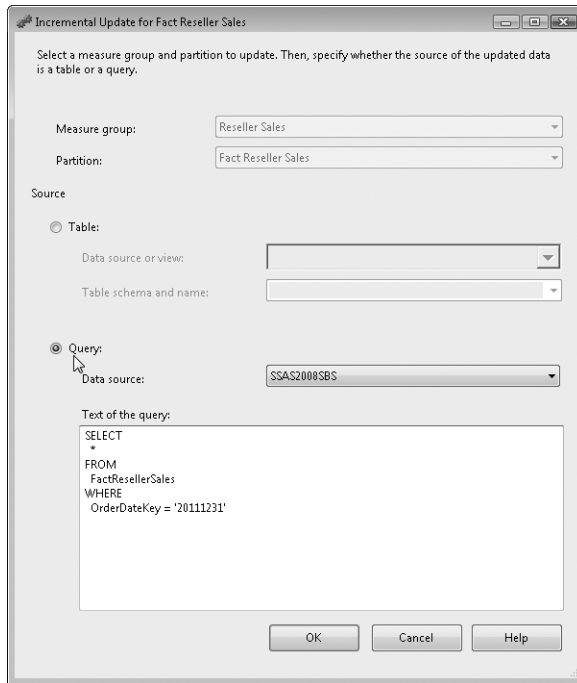 Incremental Update for Fact Reseller Sales
Select a measure group and partition to update. Then, specify whether the source of the updated data
is a table or a query.
Measure group: Reseller Sales
Partition: Fact Reseller Sales
Source
Table:
Data source or view:
Table schema and name:
Query:
Data source: SSAS2008SBS
Text of the query:
SELECT
*
FROM
FactResellerSales
WHERE
OrderDateKey = '20111231'
OK Cancel Help